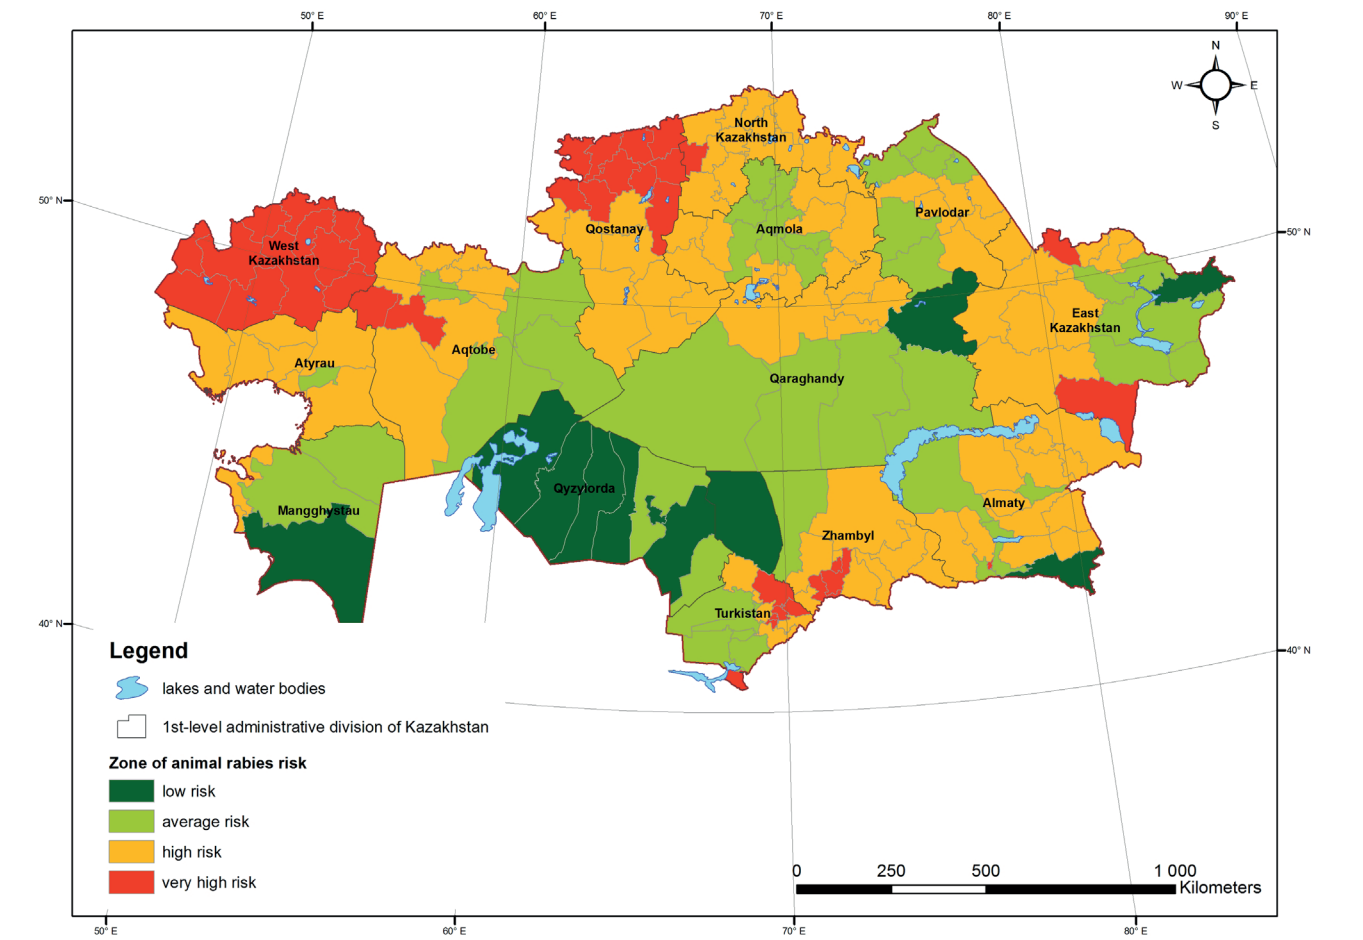 50° E
60° E
70° E
80° E
90° E
N
W
E
S
50° N
50° N
North
Kazakhstan
Pavlodar
Qostanay
Aqmola
West
Kazakhstan
East
Kazakhstan
Aqtobe
Atyrau
Qaraghandy
Qyzylorda
Mangghystau
Almaty
Zhambyl
Turkistan
40° N
40° N
Legend
lakes and water bodies
1st-level administrative division of Kazakhstan
Zone of animal rabies risk
low risk
average risk
high risk
very high risk
0
250
500
1 000
Kilometers
50° E
60° E
70° E
80° E